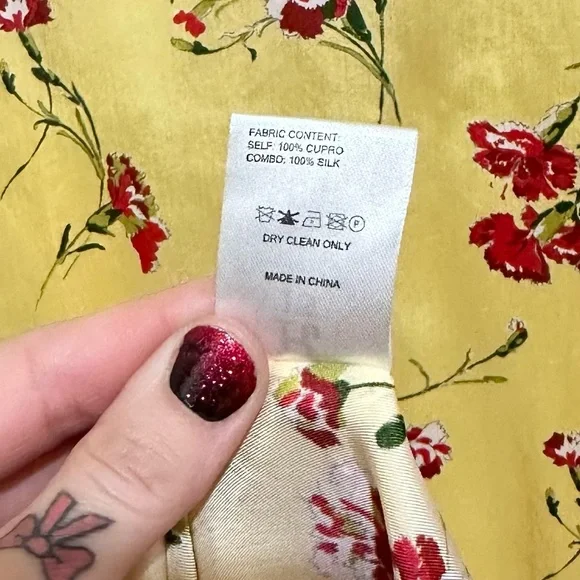 FABRIC CONTENT:
SELF: 100% CUPRO
COMBO: 100% SILK
P
DRY CLEAN ONLY
MADE IN CHINA